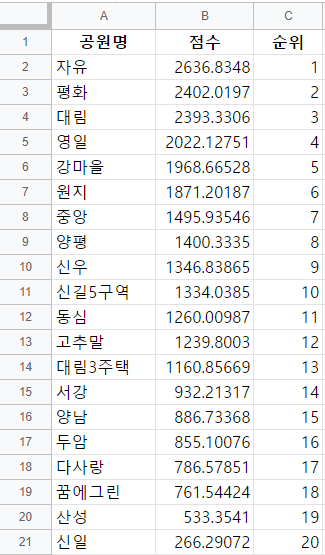 A B C
1 공원명 점수 순위
2 자유 2636.8348 1
3 평화 2402.0197 2
4 대림 2393.3306 3
5 영일 2022.12751 4
6 강마을 1968.66528 5
7 원지 1871.20187 6
8 중앙 1495.93546 7
9 양평 1400.3335 8
10 신우 1346.83865 9
11 신길5구역 1334.0385 10
12 동심 1260.00987 11
13 고추말 1239.8003 12
14 대림3주택 1160.85669 13
15 서강 932.21317 14
16 양남 886.73368 15
17 두암 855.10076 16
18 다사랑 786.57851 17
19 꿈에그린 761.54424 18
20 산성 533.3541 19
21 신일 266.29072 20